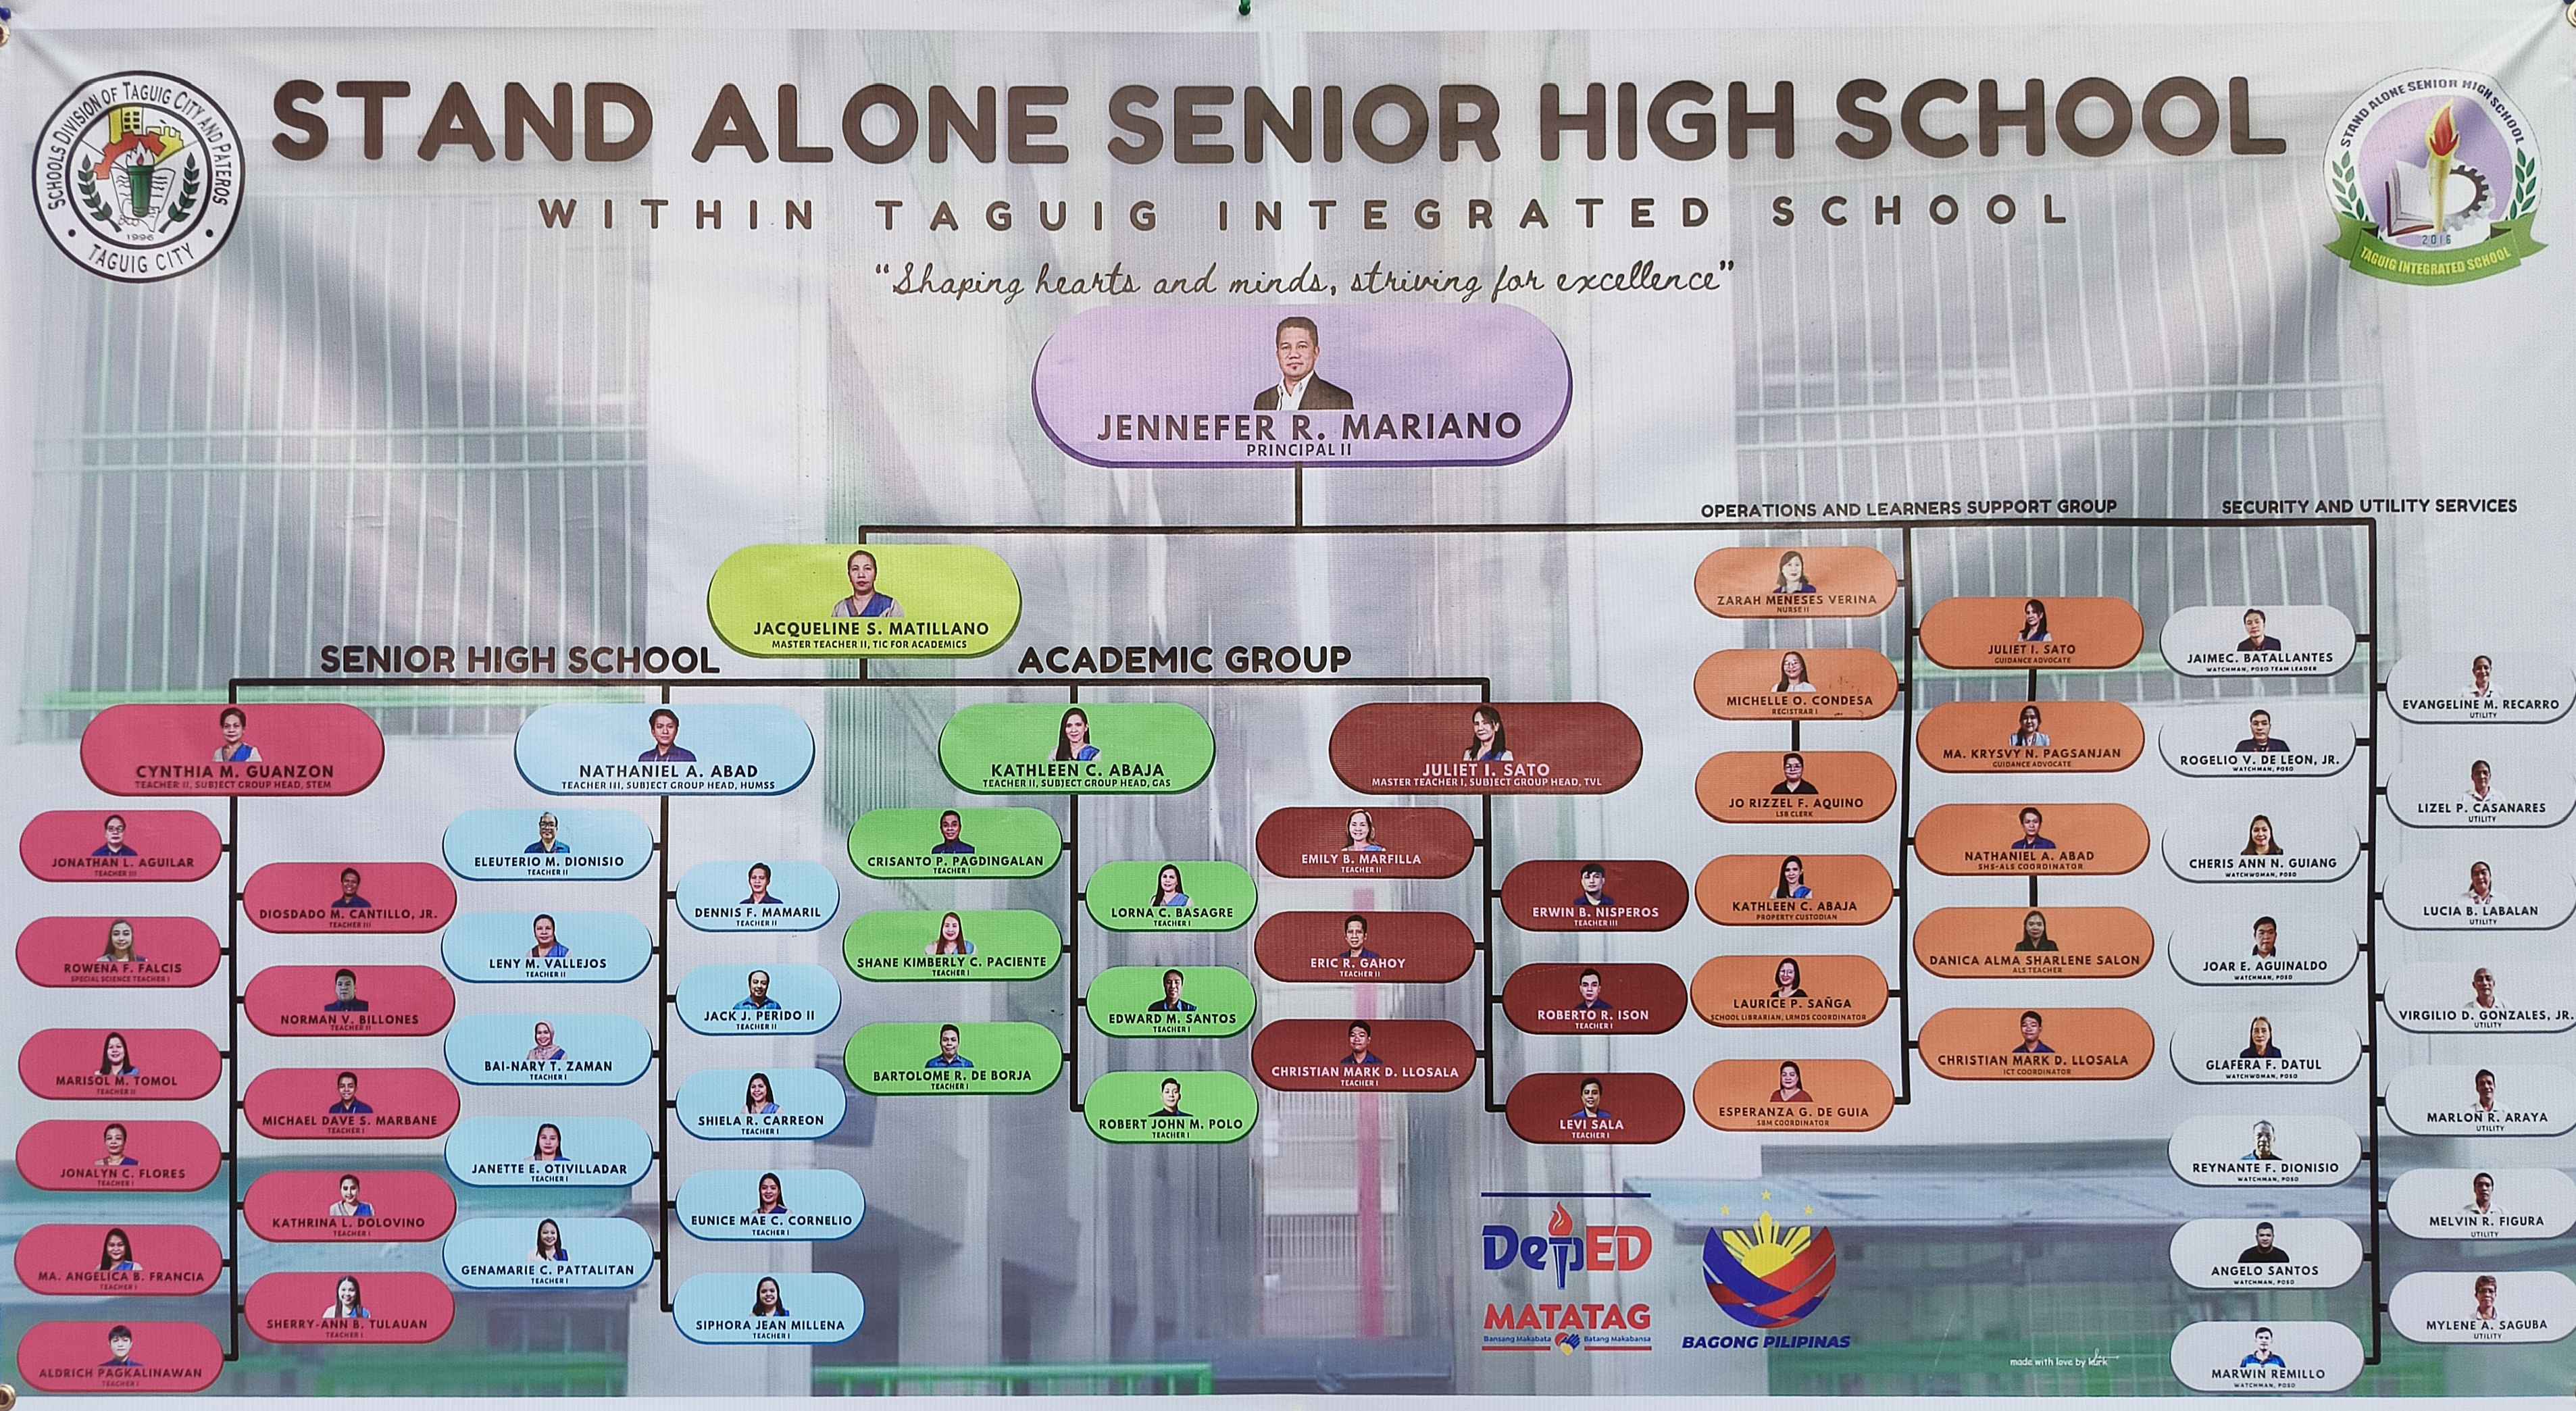 STAND ALONE SENIOR HIGH SCHOOL
WITHIN TAGUIG INTEGRATED SCHOOL
"Shaping hearts and minds, striving for excellence"
SCHOOLS DIVISION OF TAGUIG CITY AND PATEROS
1996
TAGUIG CITY
STAND ALONE SENIOR HIGH SCHOOL
2016
TAGUIG INTEGRATED SCHOOL
JENNEFER R. MARIANO
PRINCIPAL II
JACQUELINE S. MATILLANO
MASTER TEACHER II, TIC FOR ACADEMICS
SENIOR HIGH SCHOOL ACADEMIC GROUP
CYNTHIA M. GUANZON
TEACHER II, SUBJECT GROUP HEAD, STEM
JONATHAN L. AGUILAR
TEACHER III
ROWENA F. FALCIS
SPECIAL SCIENCE TEACHER I
MARISOL M. TOMOL
TEACHER II
JONALYN C. FLORES
TEACHER I
MA. ANGELICA B. FRANCIA
TEACHER I
ALDRICH PAGKALINAWAN
TEACHER I
DIOSDADO M. CANTILLO, JR.
TEACHER III
NORMAN V. BILLONES
TEACHER II
MICHAEL DAVE S. MARBANE
TEACHER I
KATHRINA L. DOLOVINO
TEACHER I
SHERRY-ANN B. TULAUAN
TEACHER I
NATHANIEL A. ABAD
TEACHER III, SUBJECT GROUP HEAD, HUMSS
ELEUTERIO M. DIONISIO
TEACHER II
LENY M. VALLEJOS
TEACHER II
BAI-NARY T. ZAMAN
TEACHER I
JANETTE E. OTIVILLADAR
TEACHER I
GENAMARIE C. PATTALITAN
TEACHER I
DENNIS F. MAMARIL
TEACHER II
JACK J. PERIDO II
TEACHER II
SHIELA R. CARREON
TEACHER I
EUNICE MAE C. CORNELIO
TEACHER I
SIPHORA JEAN MILLENA
TEACHER I
KATHLEEN C. ABAJA
TEACHER II, SUBJECT GROUP HEAD, GAS
CRISANTO P. PAGDINGALAN
TEACHER I
SHANE KIMBERLY C. PACIENTE
TEACHER I
BARTOLOME R. DE BORJA
TEACHER I
LORNA C. BASAGRE
TEACHER I
EDWARD M. SANTOS
TEACHER I
ROBERT JOHN M. POLO
TEACHER I
JULIET I. SATO
MASTER TEACHER I, SUBJECT GROUP HEAD, TVL
EMILY B. MARFILLA
TEACHER II
ERIC R. GAHOY
TEACHER II
CHRISTIAN MARK D. LLOSALA
TEACHER I
ERWIN B. NISPEROS
TEACHER III
ROBERTO R. ISON
TEACHER I
LEVI SALA
TEACHER I
OPERATIONS AND LEARNERS SUPPORT GROUP
ZARAH MENESES VERINA
NURSE II
MICHELLE O. CONDESA
REGISTRAR I
JO RIZZEL F. AQUINO
LSB CLERK
KATHLEEN C. ABAJA
PROPERTY CUSTODIAN
LAURICE P. SAÑGA
SCHOOL LIBRARIAN, LRMDS COORDINATOR
ESPERANZA G. DE GUIA
SBM COORDINATOR
JULIET I. SATO
GUIDANCE ADVOCATE
MA. KRYSVY N. PAGSANJAN
GUIDANCE ADVOCATE
NATHANIEL A. ABAD
SHS-ALS COORDINATOR
DANICA ALMA SHARLENE SALON
ALS TEACHER
CHRISTIAN MARK D. LLOSALA
ICT COORDINATOR
SECURITY AND UTILITY SERVICES
JAIMEC. BATALLANTES
WATCHMAN, POSO TEAM LEADER
ROGELIO V. DE LEON, JR.
WATCHMAN, POSO
CHERIS ANN N. GUIANG
WATCHWOMAN, POSO
JOAR E. AGUINALDO
WATCHMAN, POSO
GLAFERA F. DATUL
WATCHWOMAN, POSO
REYNANTE F. DIONISIO
WATCHMAN, POSO
ANGELO SANTOS
WATCHMAN, POSO
MARWIN REMILLO
WATCHMAN, POSO
EVANGELINE M. RECARRO
UTILITY
LIZEL P. CASANARES
UTILITY
LUCIA B. LABALAN
UTILITY
VIRGILIO D. GONZALES, JR.
UTILITY
MARLON R. ARAYA
UTILITY
MELVIN R. FIGURA
UTILITY
MYLENE A. SAGUBA
UTILITY
DepED
MATATAG
Bansang Makabata Batang Makabansa
BAGONG PILIPINAS
made with love by kurk